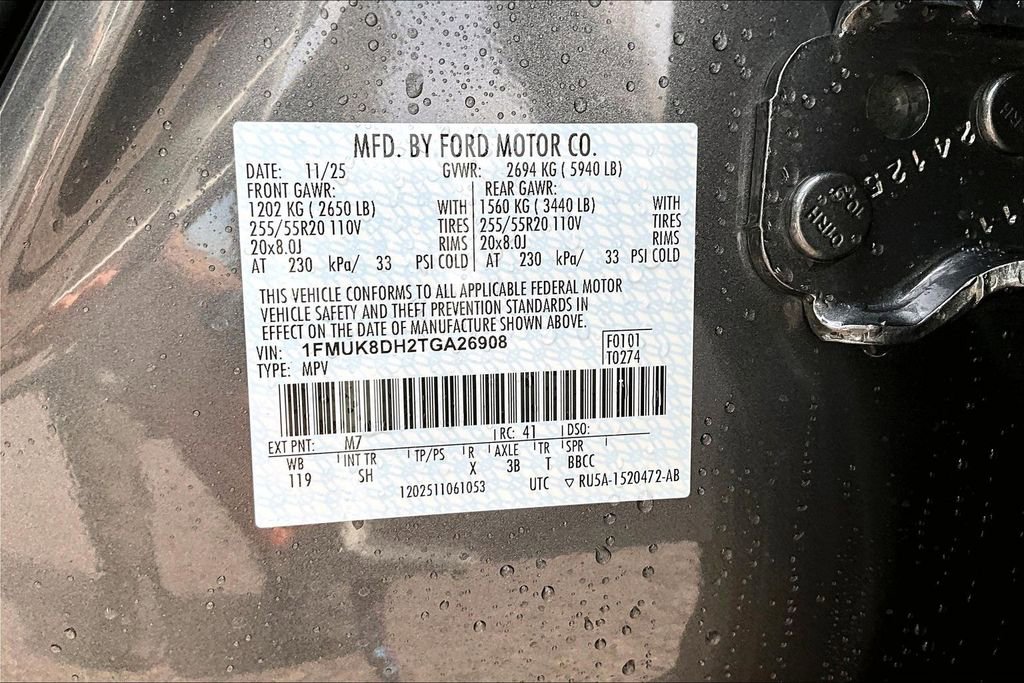 MFD. BY FORD MOTOR CO.
DATE: 11/25 GVWR: 2694 KG ( 5940 LB)
FRONT GAWR: REAR GAWR:
1202 KG ( 2650 LB) WITH 1560 KG ( 3440 LB) WITH
255/55R20 110V TIRES 255/55R20 110V TIRES
20x8.0J RIMS 20x8.0J RIMS
AT 230 kPa/ 33 PSI COLD AT 230 kPa/ 33 PSI COLD
THIS VEHICLE CONFORMS TO ALL APPLICABLE FEDERAL MOTOR
VEHICLE SAFETY AND THEFT PREVENTION STANDARDS IN
EFFECT ON THE DATE OF MANUFACTURE SHOWN ABOVE.
VIN: 1FMUK8DH2TGA26908 F0101
TYPE: MPV T0274
EXT PNT: M7 RC: 41 DSO:
WB INT TR TP/PS R AXLE TR SPR
119 SH X 3B T BBCC
1202511061053 UTC ▽ RU5A-1520472-AB
24125
OIRH
10.9